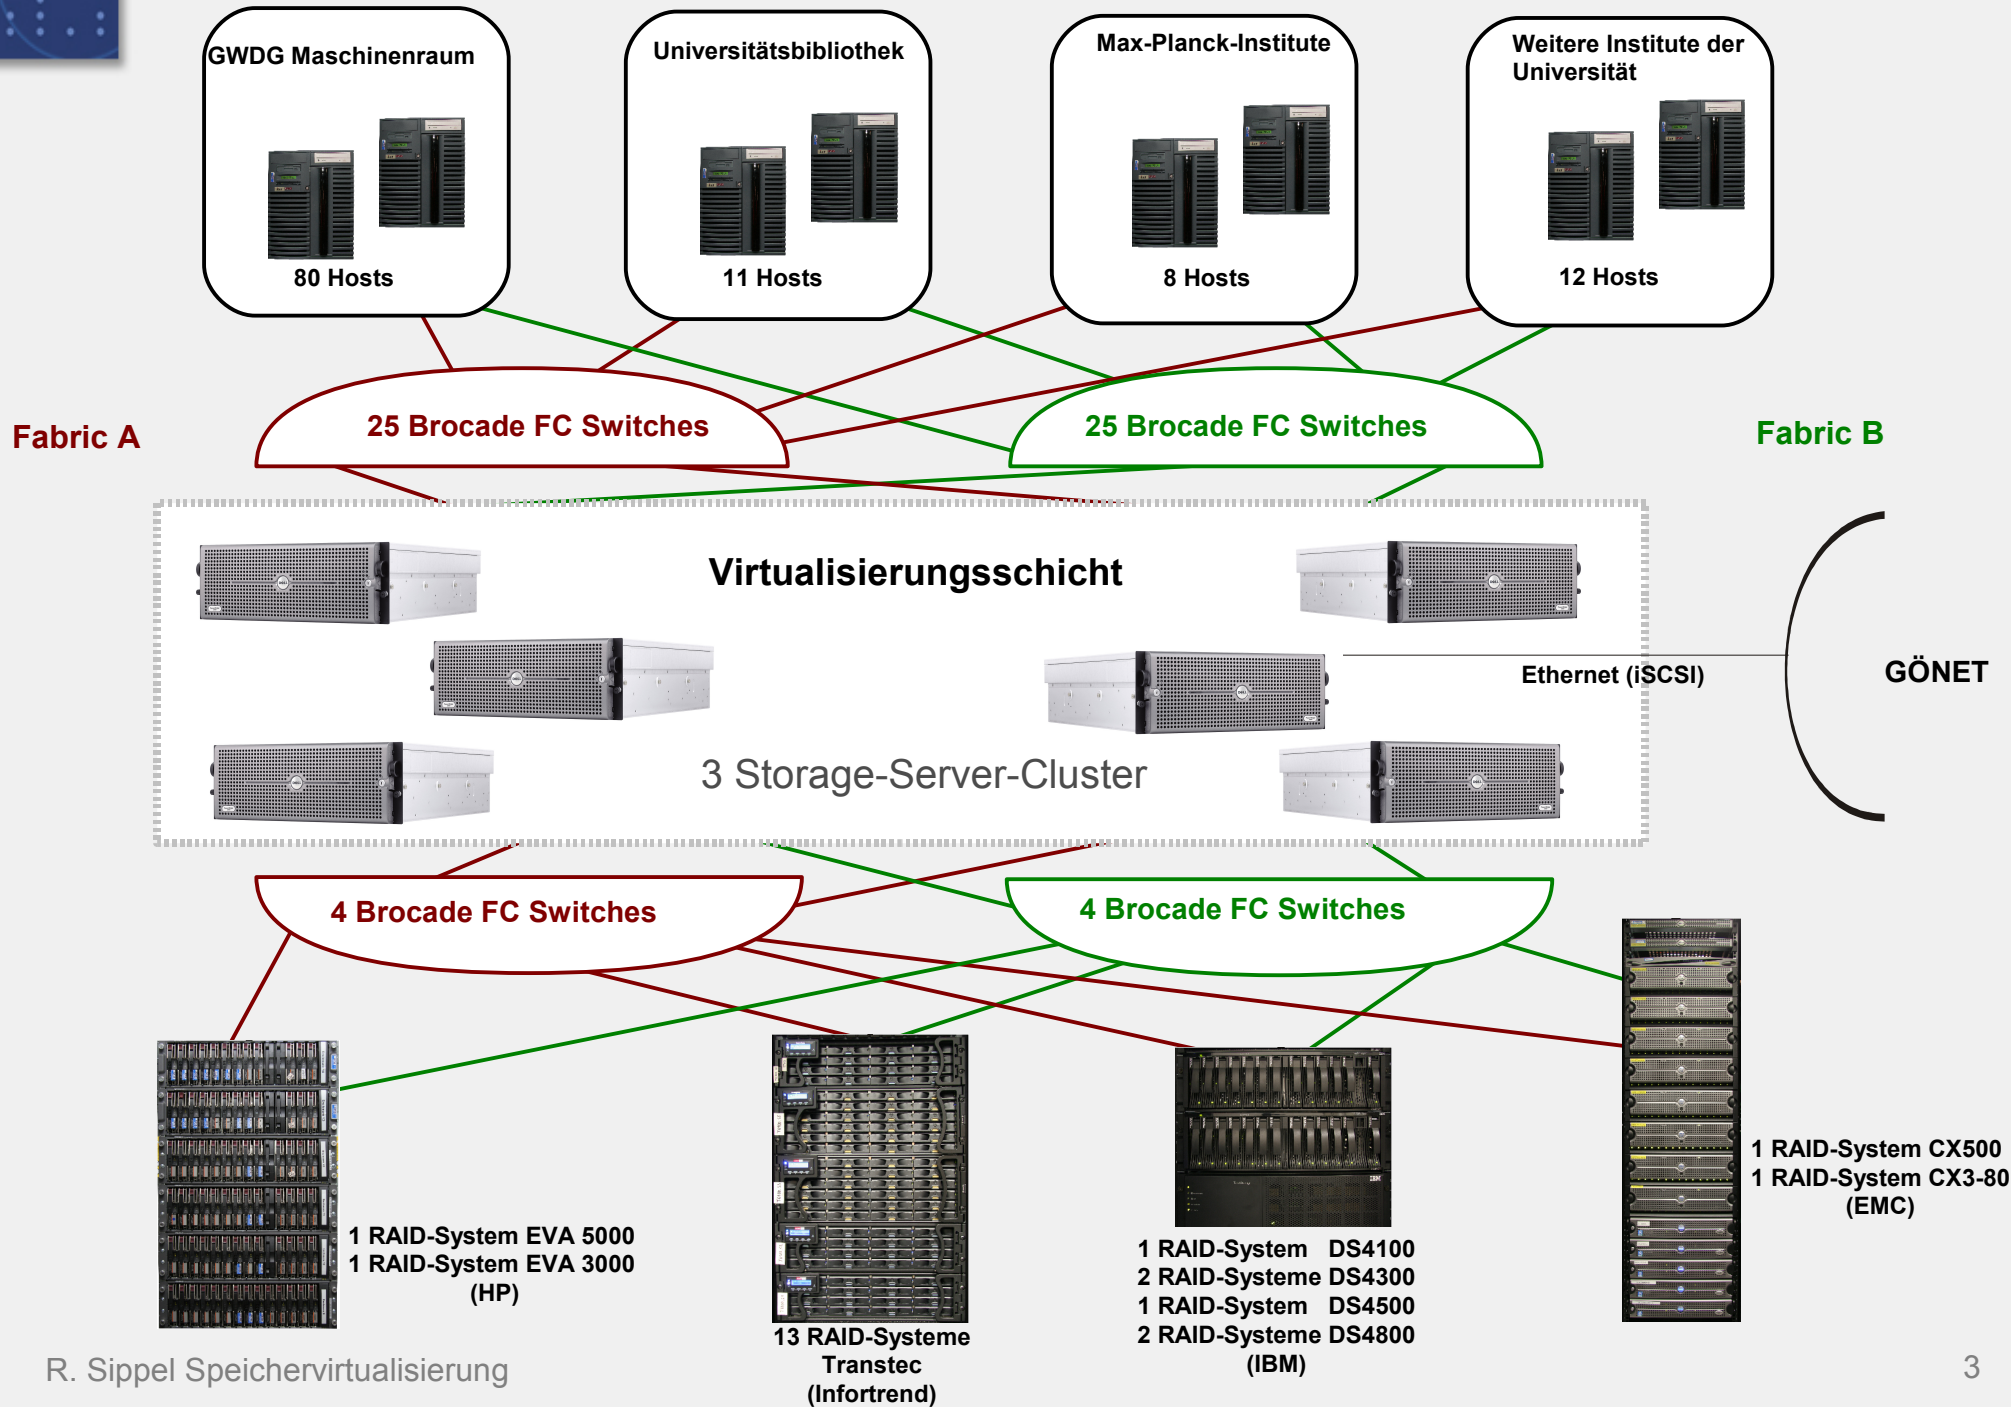 GWDG Maschinenraum
80 Hosts
Universitätsbibliothek
11 Hosts
Max-Planck-Institute
8 Hosts
Weitere Institute der
Universität
12 Hosts
Fabric A
25 Brocade FC Switches
25 Brocade FC Switches
Fabric B
Virtualisierungsschicht
Ethernet (iSCSI)
GÖNET
3 Storage-Server-Cluster
4 Brocade FC Switches
4 Brocade FC Switches
1 RAID-System EVA 5000
1 RAID-System EVA 3000
(HP)
13 RAID-Systeme
Transtec
(Infortrend)
1 RAID-System DS4100
2 RAID-Systeme DS4300
1 RAID-System DS4500
2 RAID-Systeme DS4800
(IBM)
1 RAID-System CX500
1 RAID-System CX3-80
(EMC)
R. Sippel Speichervirtualisierung
3